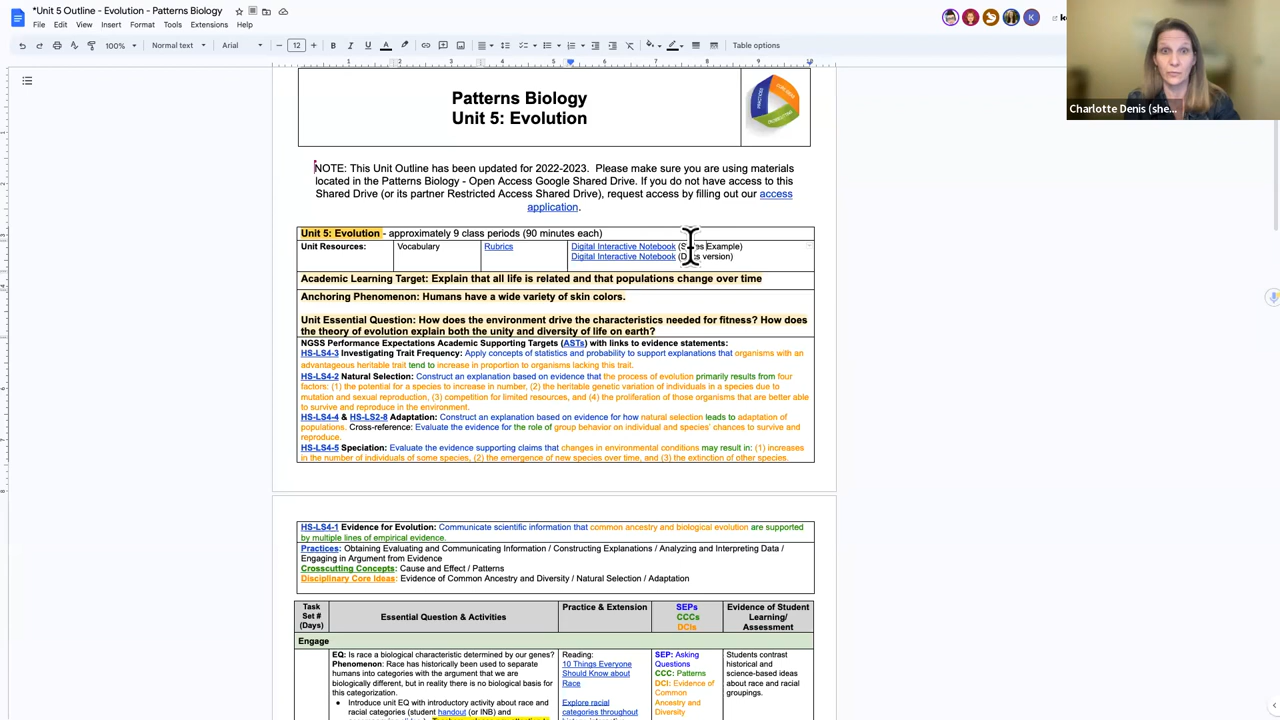 *Unit 5 Outline - Evolution - Patterns Biology
File Edit View Insert Format Tools Extensions Help
100% Normal text Arial 12 Table options
1 2 3 4 5 6 7 8 9 10
Charlotte Denis (she...
Patterns Biology
Unit 5: Evolution
NOTE: This Unit Outline has been updated for 2022-2023. Please make sure you are using materials
located in the Patterns Biology - Open Access Google Shared Drive. If you do not have access to this
Shared Drive (or its partner Restricted Access Shared Drive), request access by filling out our access
application.
Unit 5: Evolution - approximately 9 class periods (90 minutes each)
Unit Resources: Vocabulary Rubrics Digital Interactive Notebook Example)
Digital Interactive Notebook version)
Academic Learning Target: Explain that all life is related and that populations change over time
Anchoring Phenomenon: Humans have a wide variety of skin colors.
Unit Essential Question: How does the environment drive the characteristics needed for fitness? How does
the theory of evolution explain both the unity and diversity of life on earth?
NGSS Performance Expectations Academic Supporting Targets (ASTs) with links to evidence statements:
HS-LS4-3 Investigating Trait Frequency: Apply concepts of statistics and probability to support explanations that organisms with an
advantageous heritable trait tend to increase in proportion to organisms lacking this trait.
HS-LS4-2 Natural Selection: Construct an explanation based on evidence that the process of evolution primarily results from four
factors: (1) the potential for a species to increase in number, (2) the heritable genetic variation of individuals in a species due to
mutation and sexual reproduction, (3) competition for limited resources, and (4) the proliferation of those organisms that are better able
to survive and reproduce in the environment.
HS-LS4-4 & HS-LS2-8 Adaptation: Construct an explanation based on evidence for how natural selection leads to adaptation of
populations. Cross-reference: Evaluate the evidence for the role of group behavior on individual and species' chances to survive and
reproduce.
HS-LS4-5 Speciation: Evaluate the evidence supporting claims that changes in environmental conditions may result in: (1) increases
in the number of individuals of some species, (2) the emergence of new species over time, and (3) the extinction of other species.
HS-LS4-1 Evidence for Evolution: Communicate scientific information that common ancestry and biological evolution are supported
by multiple lines of empirical evidence.
Practices: Obtaining Evaluating and Communicating Information / Constructing Explanations / Analyzing and Interpreting Data /
Engaging in Argument from Evidence
Crosscutting Concepts: Cause and Effect / Patterns
Disciplinary Core Ideas: Evidence of Common Ancestry and Diversity / Natural Selection / Adaptation
Task
Set #
(Days)
Essential Question & Activities
Practice & Extension
SEPs
CCCs
DCIs
Evidence of Student
Learning/
Assessment
Engage
EQ: Is race a biological characteristic determined by our genes?
Phenomenon: Race has historically been used to separate
humans into categories with the argument that we are
biologically different, but in reality there is no biological basis for
this categorization.
● Introduce unit EQ with introductory activity about race and
racial categories (student handout (or INB) and
Reading:
10 Things Everyone
Should Know about
Race
Explore racial
categories throughout
SEP: Asking
Questions
CCC: Patterns
DCI: Evidence of
Common
Ancestry and
Diversity
Students contrast
historical and
science-based ideas
about race and racial
groupings.